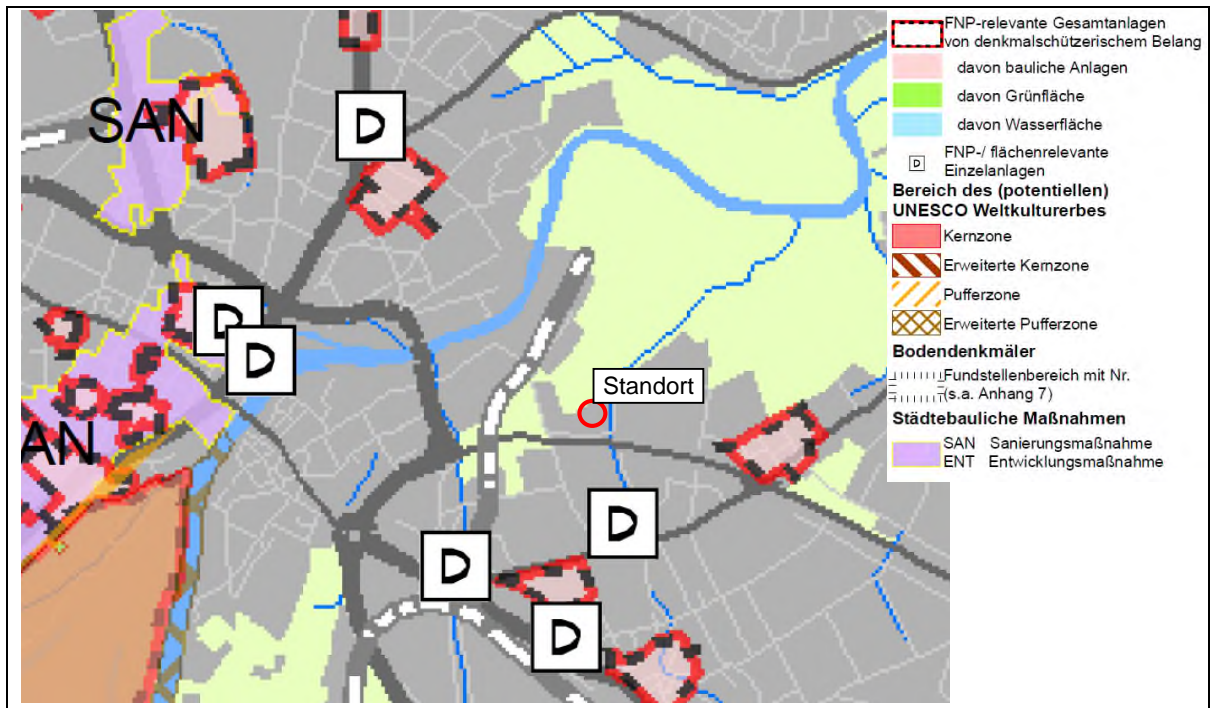 SAN
D
D
D
Standort
AN
D
D
D
FNP-relevante Gesamtanlagen
von denkmalschützerischem Belang
davon bauliche Anlagen
davon Grünfläche
davon Wasserfläche
D
FNP-/ flächenrelevante
Einzelanlagen
Bereich des (potentiellen)
UNESCO Weltkulturerbes
Kernzone
Erweiterte Kernzone
Pufferzone
Erweiterte Pufferzone
Bodendenkmäler
Fundstellenbereich mit Nr.
(s.a. Anhang 7)
Städtebauliche Maßnahmen
SAN Sanierungsmaßnahme
ENT Entwicklungsmaßnahme